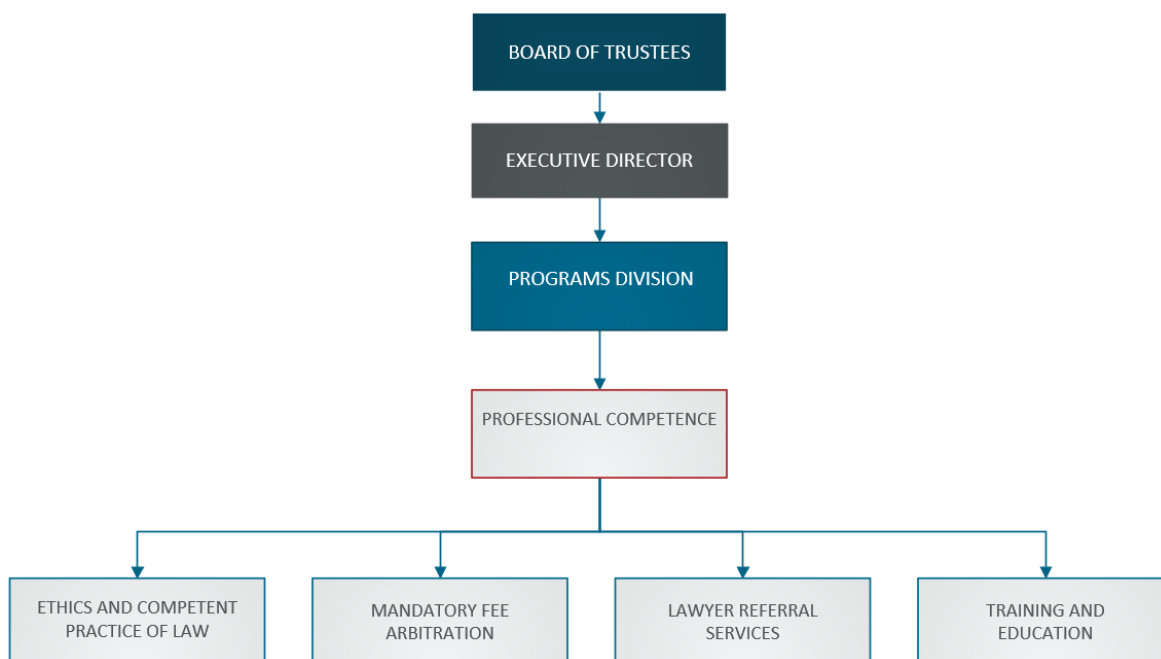 BOARD OF TRUSTEES
EXECUTIVE DIRECTOR
PROGRAMS DIVISION
PROFESSIONAL COMPETENCE
ETHICS AND COMPETENT
PRACTICE OF LAW
MANDATORY FEE
ARBITRATION
LAWYER REFERRAL
SERVICES
TRAINING AND
EDUCATION